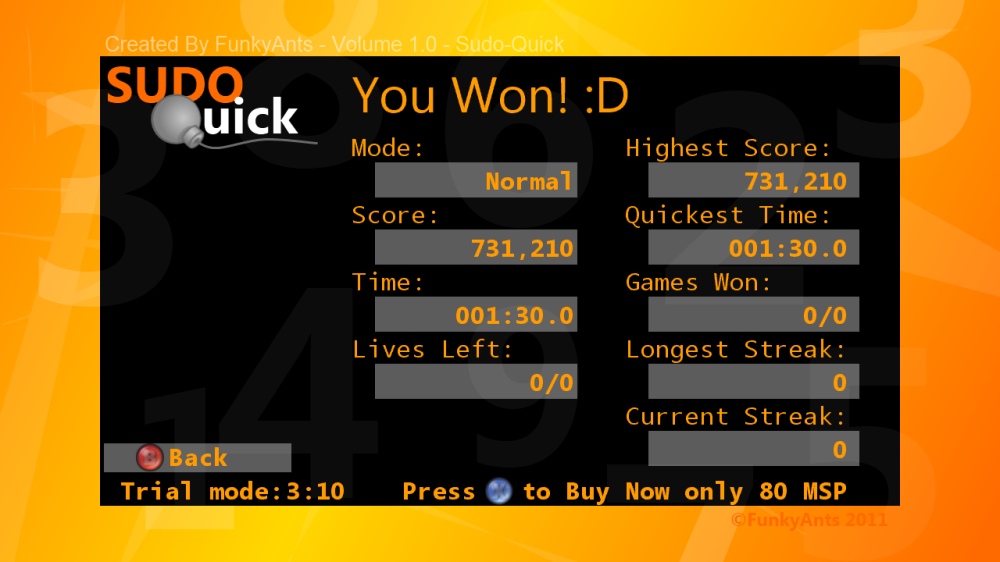 Created By FunkyAnts - Volume 1.0 - Sudo-Quick
SUDO
Quick
You Won! :D
Mode:
Normal
Score:
731,210
Time:
001:30.0
Lives Left:
0/0
Highest Score:
731,210
Quickest Time:
001:30.0
Games Won:
0/0
Longest Streak:
0
Current Streak:
0
Back
Trial mode:3:10
Press X to Buy Now only 80 MSP
©FunkyAnts 2011